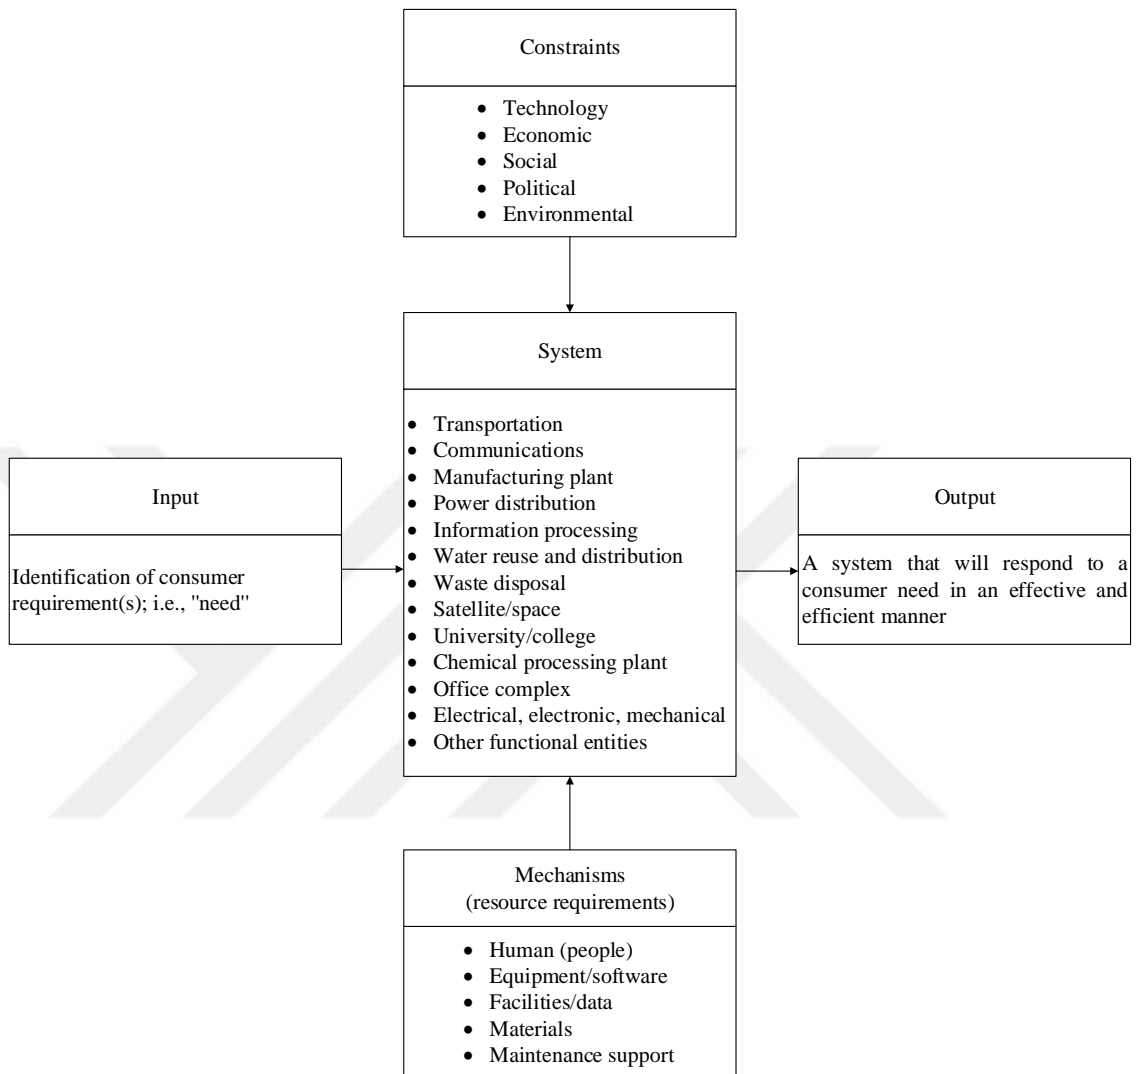 Constraints
• Technology
• Economic
• Social
• Political
• Environmental
System
• Transportation
• Communications
• Manufacturing plant
• Power distribution
• Information processing
• Water reuse and distribution
• Waste disposal
• Satellite/space
• University/college
• Chemical processing plant
• Office complex
• Electrical, electronic, mechanical
• Other functional entities
Input
Identification of consumer
requirement(s); i.e., "need"
Output
A system that will respond to a
consumer need in an effective and
efficient manner
Mechanisms
(resource requirements)
• Human (people)
• Equipment/software
• Facilities/data
• Materials
• Maintenance support